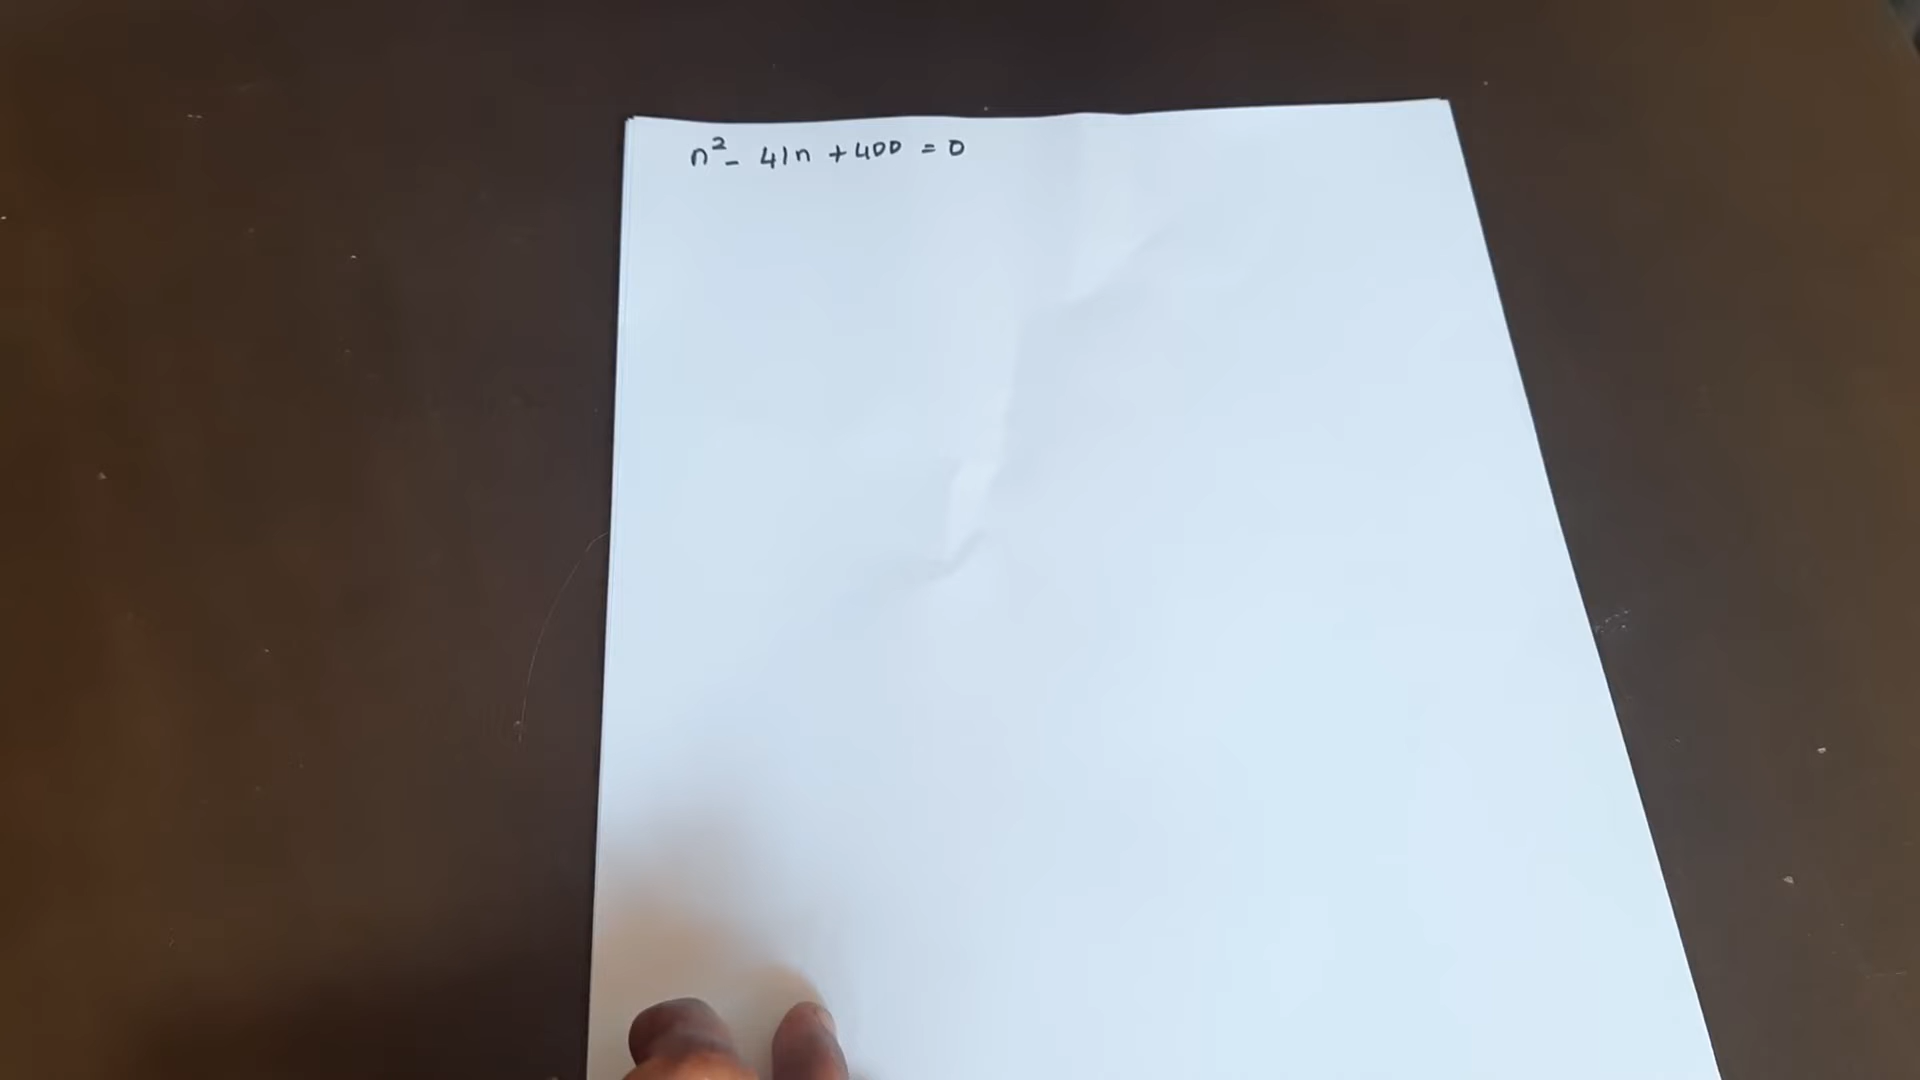 n² - 41n + 400 = 0